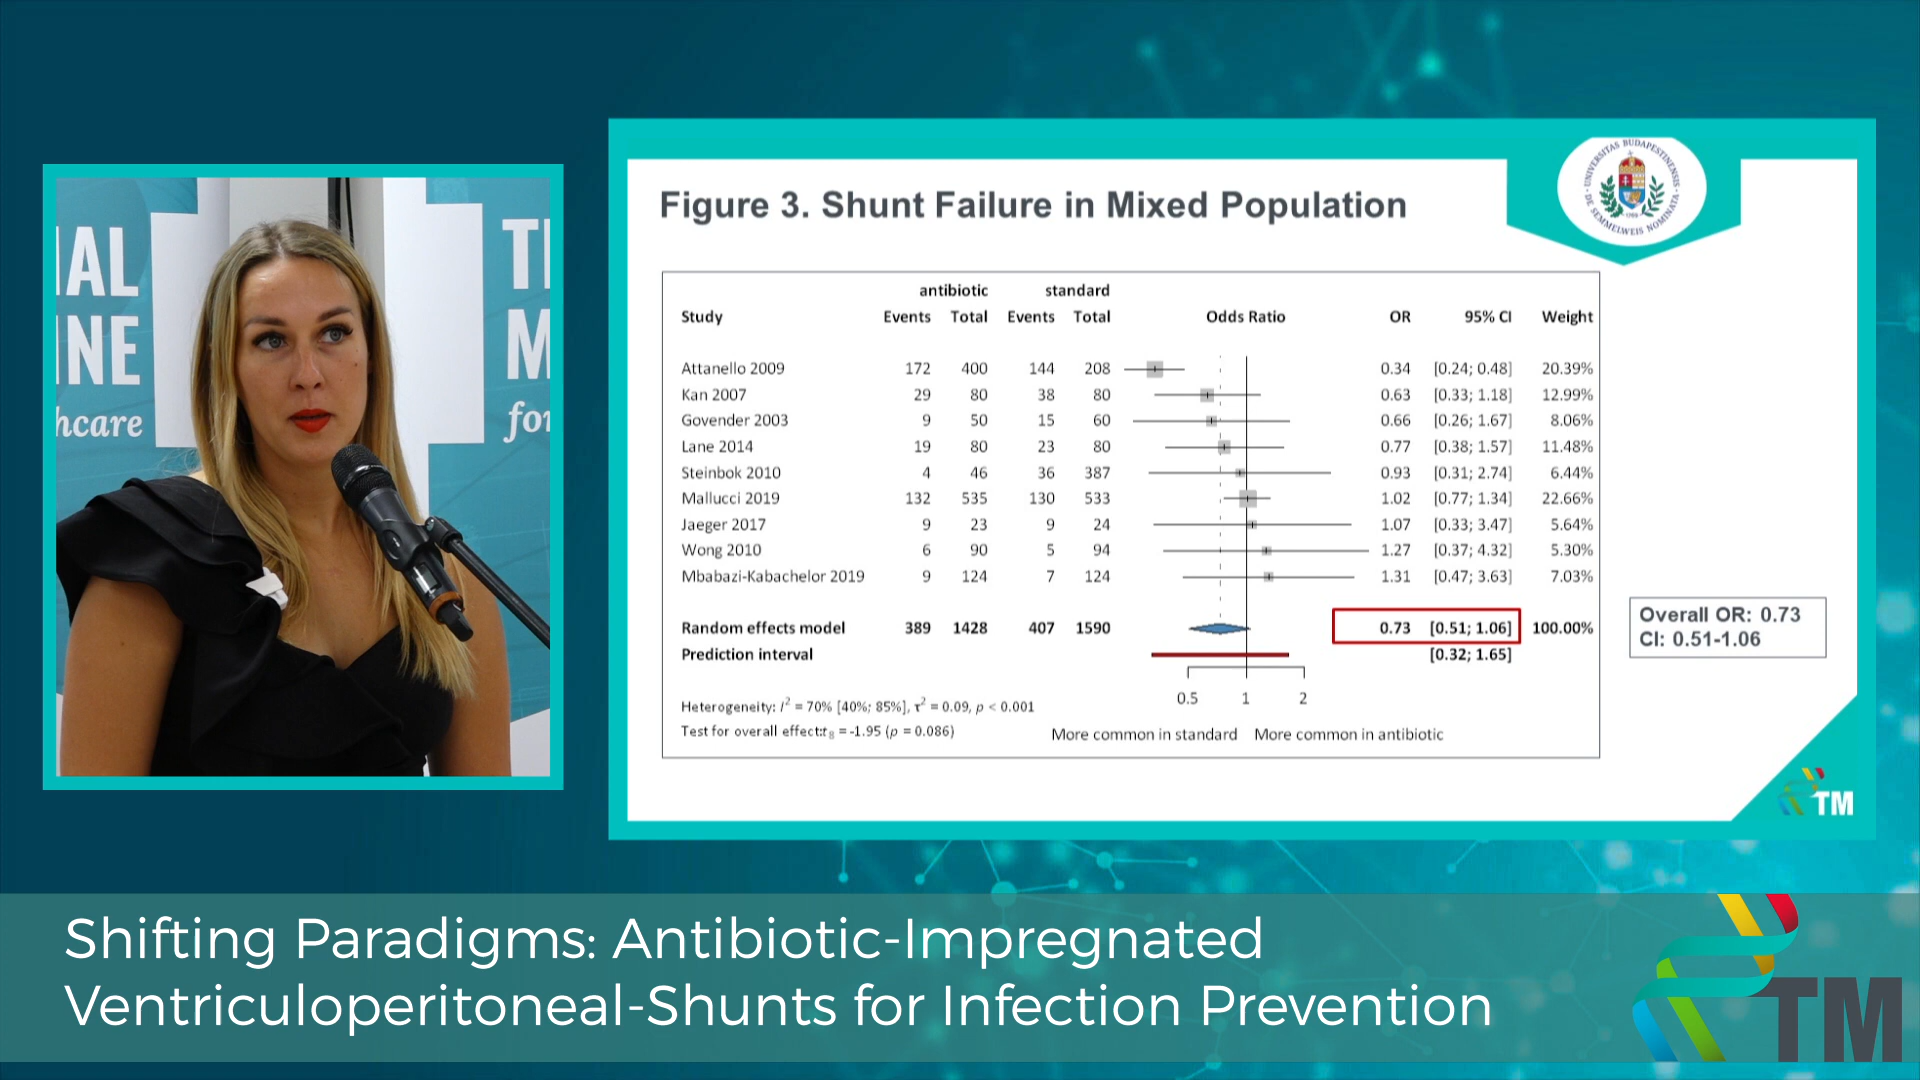 IAL
INE
hcare
M
for
Figure 3. Shunt Failure in Mixed Population
UNIVERSITAS BUDAPESTINENSIS
DE SEMMELWEIS NOMINATA
antibiotic standard
Study Events Total Events Total Odds Ratio OR 95% CI Weight
Attanello 2009 172 400 144 208 0.34 [0.24; 0.48] 20.39%
Kan 2007 29 80 38 80 0.63 [0.33; 1.18] 12.99%
Govender 2003 9 50 15 60 0.66 [0.26; 1.67] 8.06%
Lane 2014 19 80 23 80 0.77 [0.38; 1.57] 11.48%
Steinbok 2010 4 46 36 387 0.93 [0.31; 2.74] 6.44%
Mallucci 2019 132 535 130 533 1.02 [0.77; 1.34] 22.66%
Jaeger 2017 9 23 9 24 1.07 [0.33; 3.47] 5.64%
Wong 2010 6 90 5 94 1.27 [0.37; 4.32] 5.30%
Mbabazi-Kabachelor 2019 9 124 7 124 1.31 [0.47; 3.63] 7.03%
Random effects model 389 1428 407 1590 0.73 [0.51; 1.06] 100.00%
Prediction interval [0.32; 1.65]
0.5 1 2
Heterogeneity: I² = 70% [40%; 85%], τ² = 0.09, p < 0.001
Test for overall effect:t₈ = -1.95 (p = 0.086)
More common in standard More common in antibiotic
Overall OR: 0.73
CI: 0.51-1.06
TM
Shifting Paradigms: Antibiotic-Impregnated
Ventriculoperitoneal-Shunts for Infection Prevention
TM